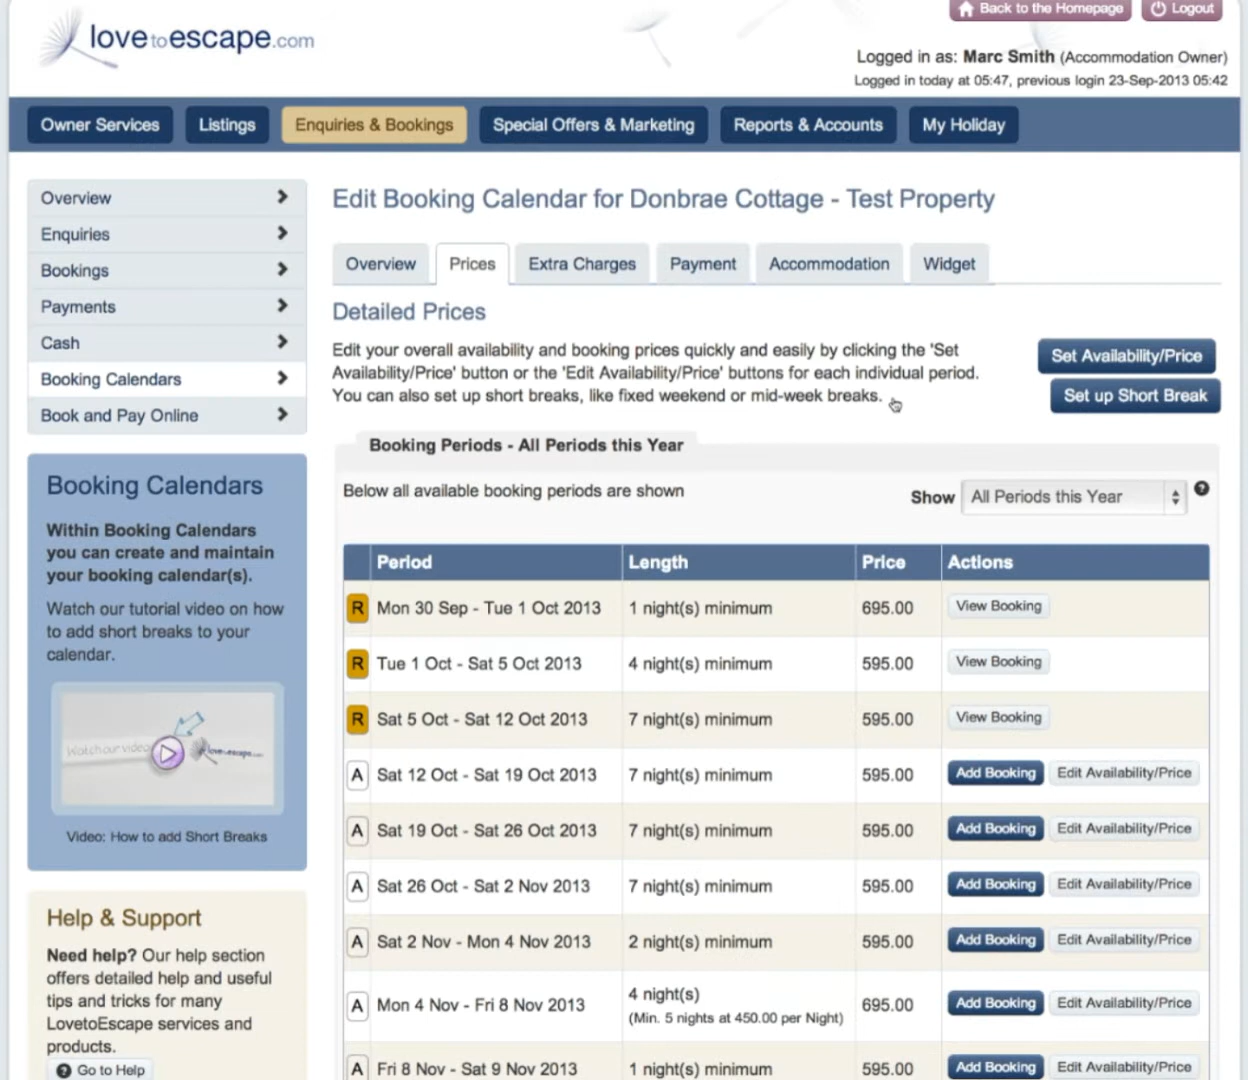 Back to the Homepage
Logout
lovetoescape.com
Logged in as: Marc Smith (Accommodation Owner)
Logged in today at 05:47, previous login 23-Sep-2013 05:42
Owner Services
Listings
Enquiries & Bookings
Special Offers & Marketing
Reports & Accounts
My Holiday
Overview
Enquiries
Bookings
Payments
Cash
Booking Calendars
Book and Pay Online
Booking Calendars
Within Booking Calendars
you can create and maintain
your booking calendar(s).
Watch our tutorial video on how
to add short breaks to your
calendar.
Watch our video
lovetoescape.com
Video: How to add Short Breaks
Help & Support
Need help? Our help section
offers detailed help and useful
tips and tricks for many
LovetoEscape services and
products.
? Go to Help
Edit Booking Calendar for Donbrae Cottage - Test Property
Overview
Prices
Extra Charges
Payment
Accommodation
Widget
Detailed Prices
Edit your overall availability and booking prices quickly and easily by clicking the 'Set
Availability/Price' button or the 'Edit Availability/Price' buttons for each individual period.
You can also set up short breaks, like fixed weekend or mid-week breaks.
Set Availability/Price
Set up Short Break
Booking Periods - All Periods this Year
Below all available booking periods are shown
Show All Periods this Year ?
Period Length Price Actions
R Mon 30 Sep - Tue 1 Oct 2013 1 night(s) minimum 695.00 View Booking
R Tue 1 Oct - Sat 5 Oct 2013 4 night(s) minimum 595.00 View Booking
R Sat 5 Oct - Sat 12 Oct 2013 7 night(s) minimum 595.00 View Booking
A Sat 12 Oct - Sat 19 Oct 2013 7 night(s) minimum 595.00 Add Booking Edit Availability/Price
A Sat 19 Oct - Sat 26 Oct 2013 7 night(s) minimum 595.00 Add Booking Edit Availability/Price
A Sat 26 Oct - Sat 2 Nov 2013 7 night(s) minimum 595.00 Add Booking Edit Availability/Price
A Sat 2 Nov - Mon 4 Nov 2013 2 night(s) minimum 595.00 Add Booking Edit Availability/Price
A Mon 4 Nov - Fri 8 Nov 2013 4 night(s) 695.00 Add Booking Edit Availability/Price
(Min. 5 nights at 450.00 per Night)
A Fri 8 Nov - Sat 9 Nov 2013 1 night(s) minimum 595.00 Add Booking Edit Availability/Price